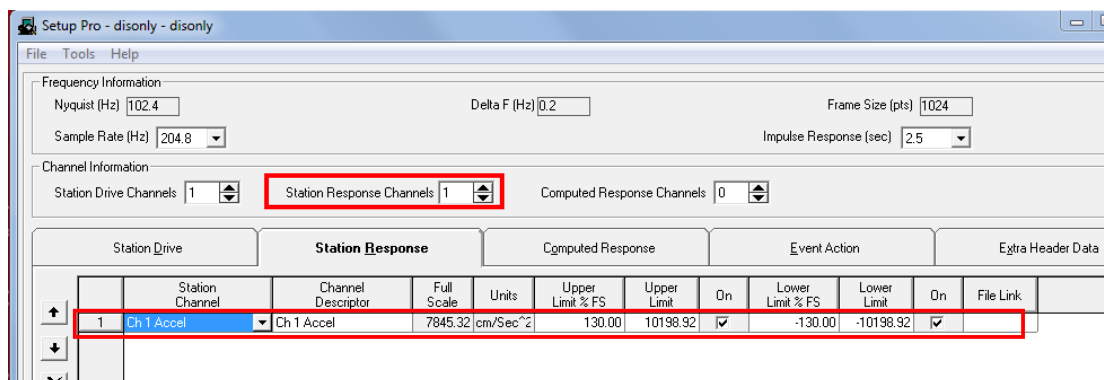 Setup Pro - disonly - disonly
File Tools Help
Frequency Information
Nyquist (Hz) 102.4 Delta F (Hz) 0.2 Frame Size (pts) 1024
Sample Rate (Hz) 204.8 Impulse Response (sec) 2.5
Channel Information
Station Drive Channels 1 Station Response Channels 1 Computed Response Channels 0
Station Drive Station Response Computed Response Event Action Extra Header Data
Station Channel Channel Descriptor Full Scale Units Upper Limit % FS Upper Limit On Lower Limit % FS Lower Limit On File Link
1 Ch 1 Accel Ch 1 Accel 7845.32 cm/Sec^2 130.00 10198.92 -130.00 -10198.92